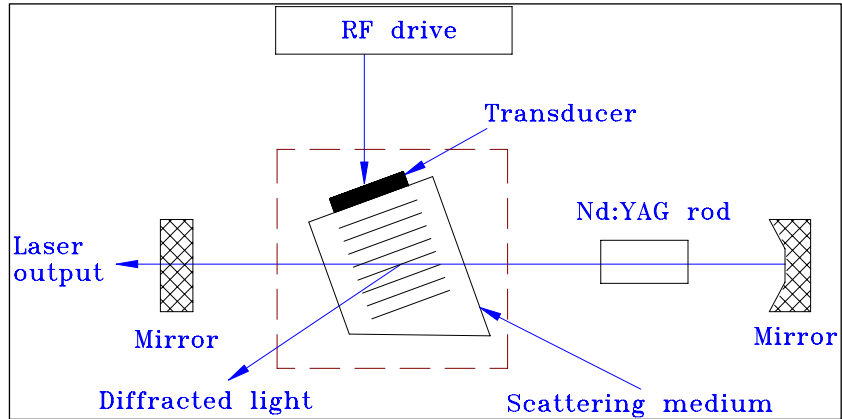 RF drive
Transducer
Nd:YAG rod
Laser
output
Mirror
Mirror
Diffracted light
Scattering medium